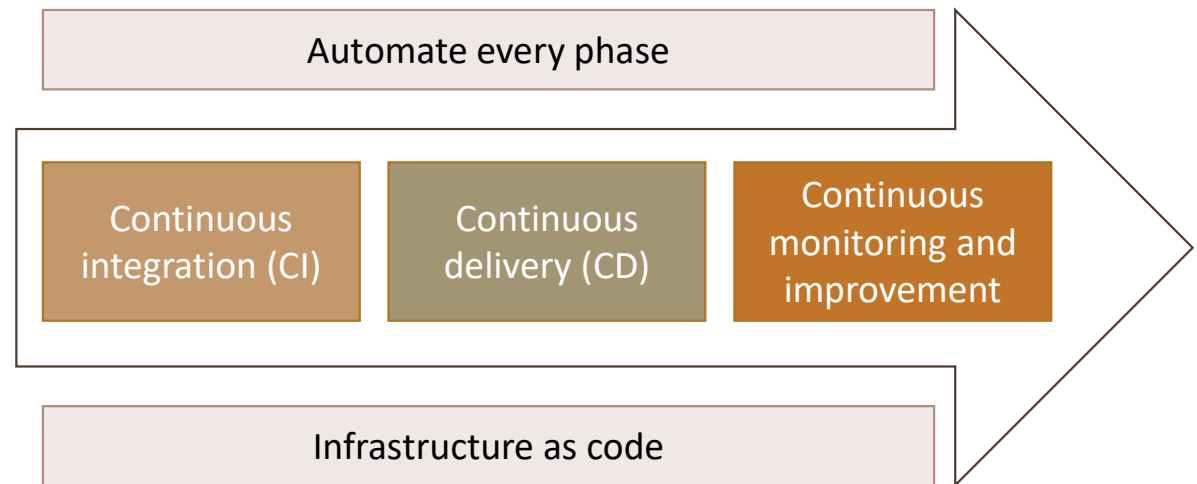 Automate every phase
Continuous
integration (CI)
Continuous
delivery (CD)
Continuous
monitoring and
improvement
Infrastructure as code